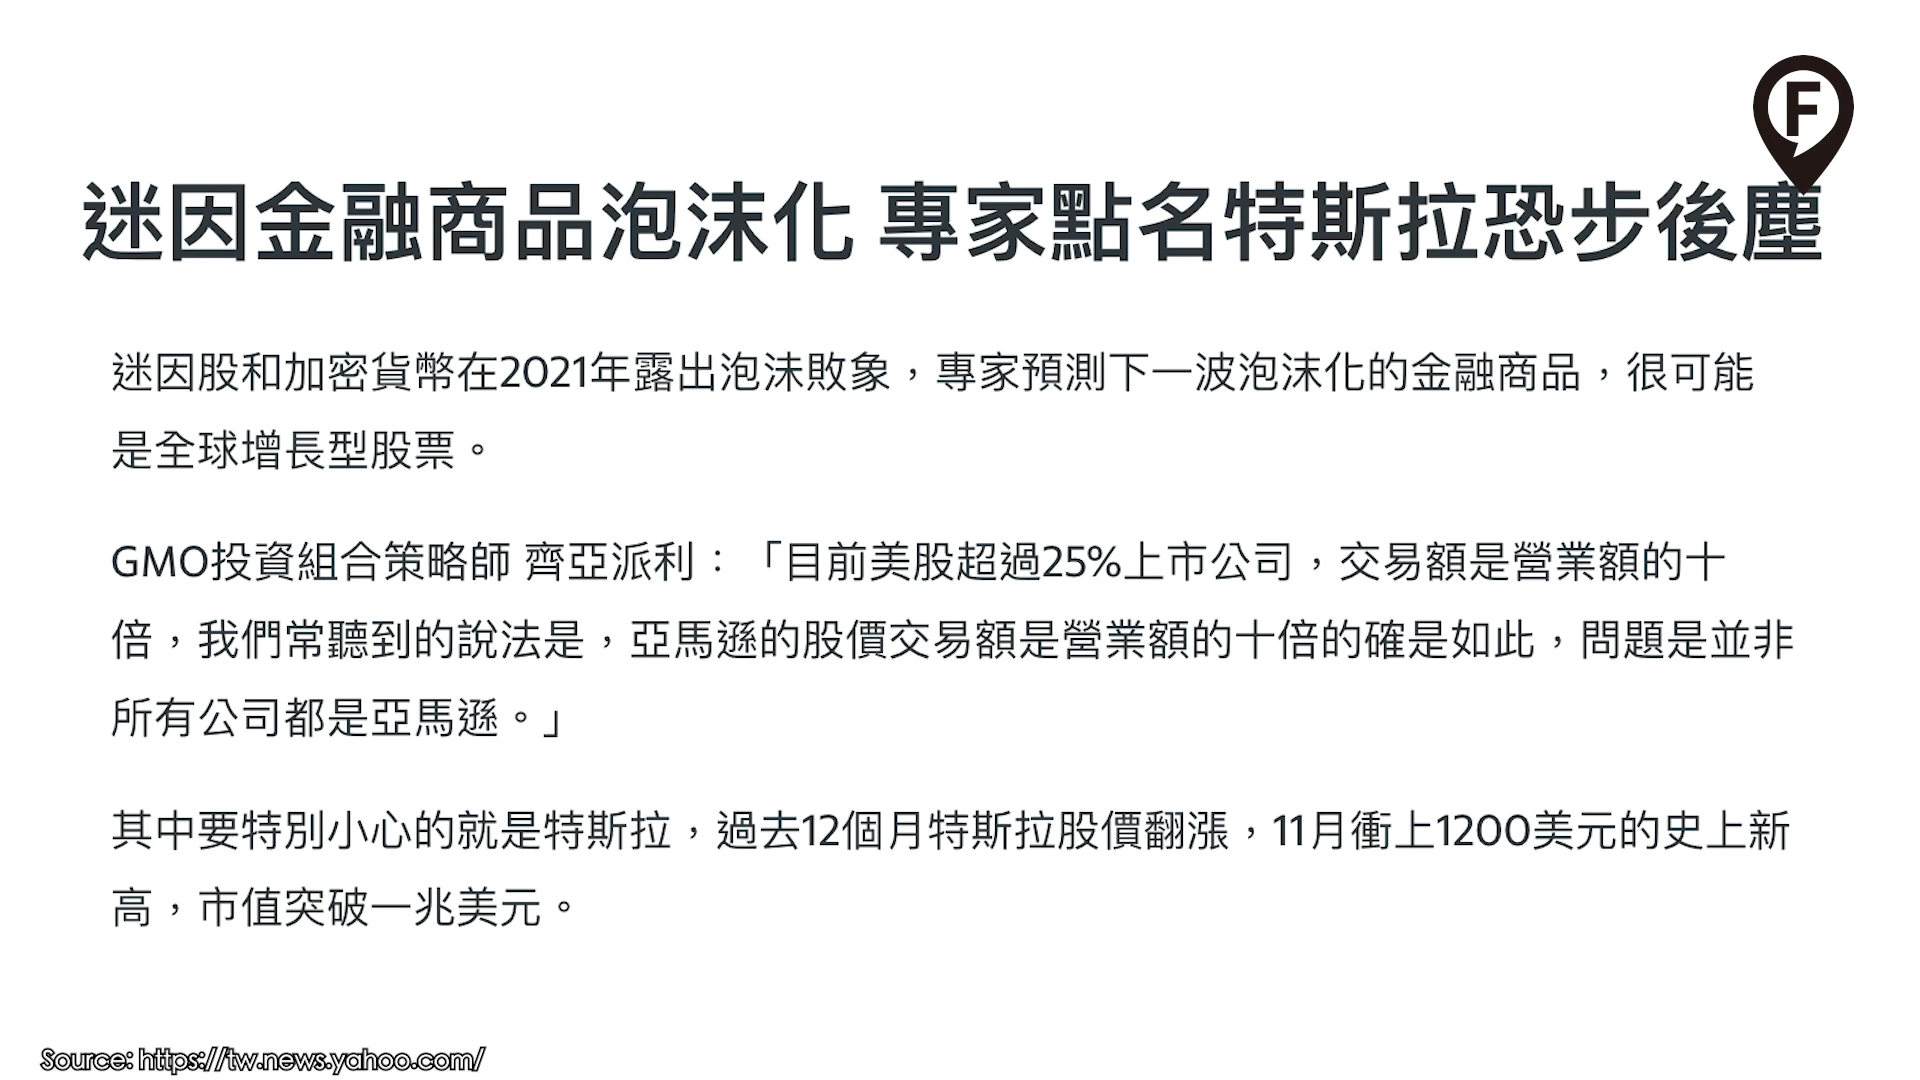 F
迷因金融商品泡沫化 專家點名特斯拉恐步後塵
迷因股和加密貨幣在2021年露出泡沫敗象，專家預測下一波泡沫化的金融商品，很可能
是全球增長型股票。
GMO投資組合策略師 齊亞派利：「目前美股超過25%上市公司，交易額是營業額的十
倍，我們常聽到的說法是，亞馬遜的股價交易額是營業額的十倍的確是如此，問題是並非
所有公司都是亞馬遜。」
其中要特別小心的就是特斯拉，過去12個月特斯拉股價翻漲，11月衝上1200美元的史上新
高，市值突破一兆美元。
Source: https://tw.news.yahoo.com/